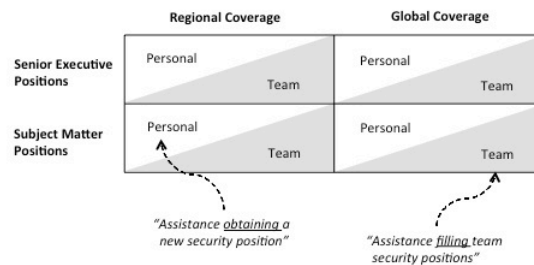 Regional Coverage
Global Coverage
Senior Executive
Positions
Personal
Team
Personal
Team
Subject Matter
Positions
Personal
Team
Personal
Team
"Assistance obtaining a
new security position"
"Assistance filling team
security positions"